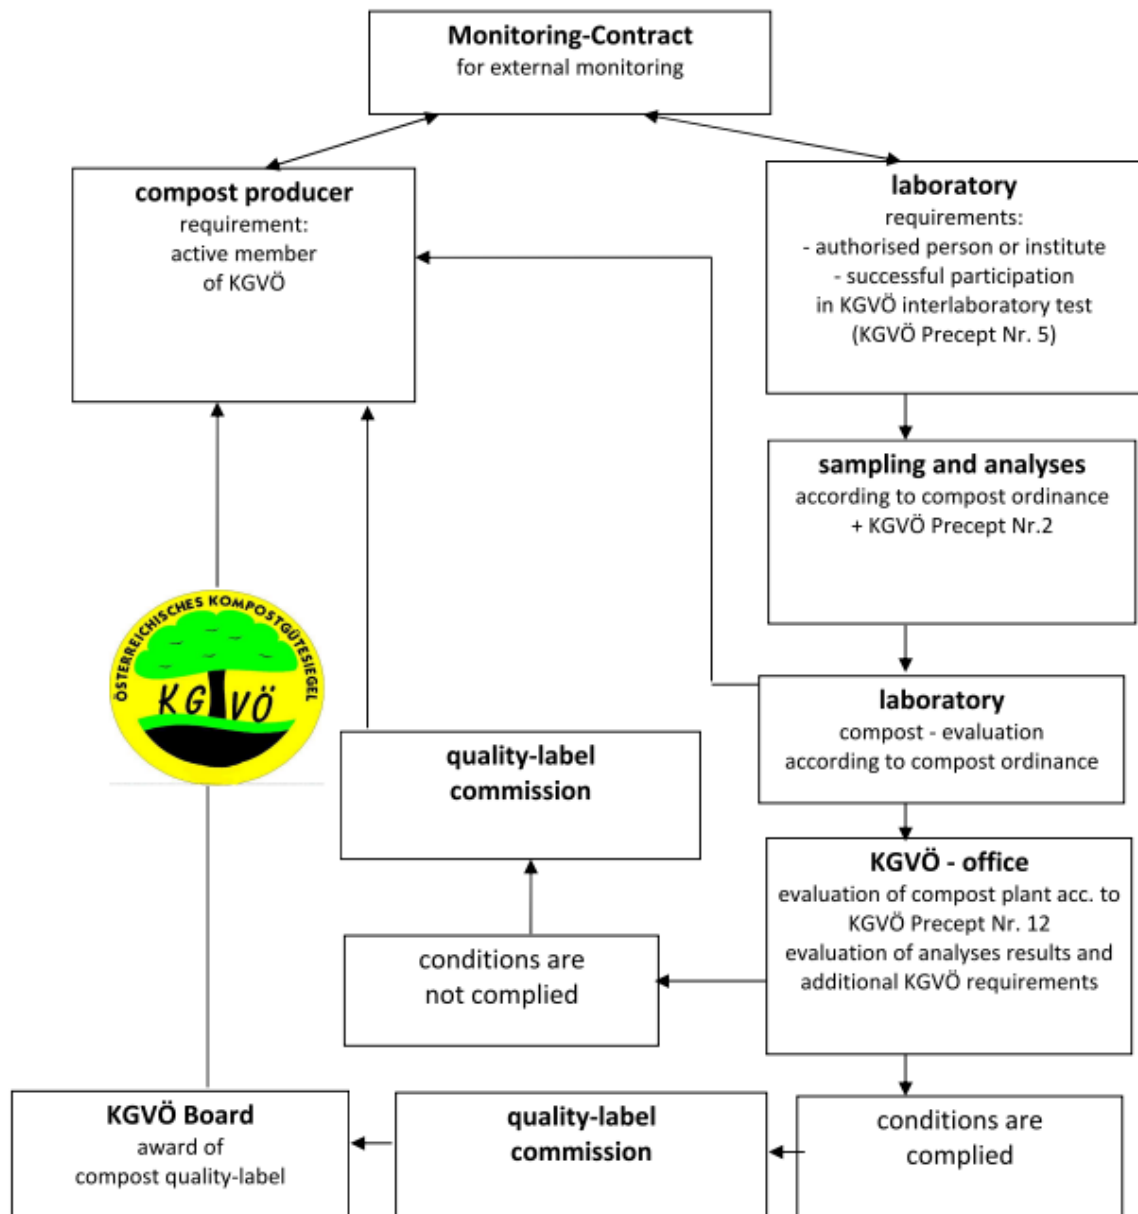 Monitoring-Contract
for external monitoring
compost producer
requirement:
active member
of KGVÖ
laboratory
requirements:
- authorised person or institute
- successful participation
in KGVÖ interlaboratory test
(KGVÖ Precept Nr. 5)
sampling and analyses
according to compost ordinance
+ KGVÖ Precept Nr.2
ÖSTERREICHISCHES KOMPOSTGÜTESIEGEL
KGVÖ
laboratory
compost - evaluation
according to compost ordinance
quality-label
commission
KGVÖ - office
evaluation of compost plant acc. to
KGVÖ Precept Nr. 12
evaluation of analyses results and
additional KGVÖ requirements
conditions are
not complied
KGVÖ Board
award of
compost quality-label
quality-label
commission
conditions are
complied